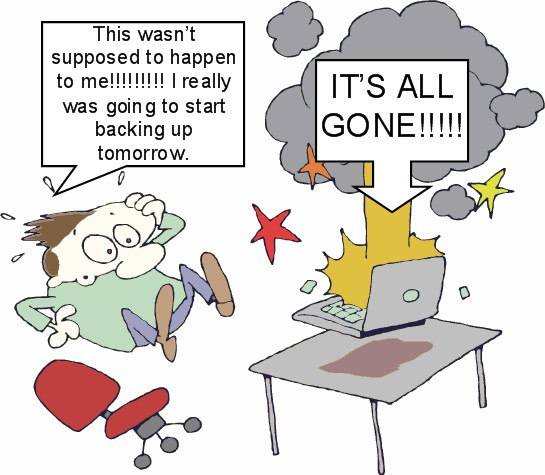 This wasn't
supposed to happen
to me!!!!!!!!! I really
was going to start
backing up
tomorrow.
IT'S ALL
GONE!!!!!